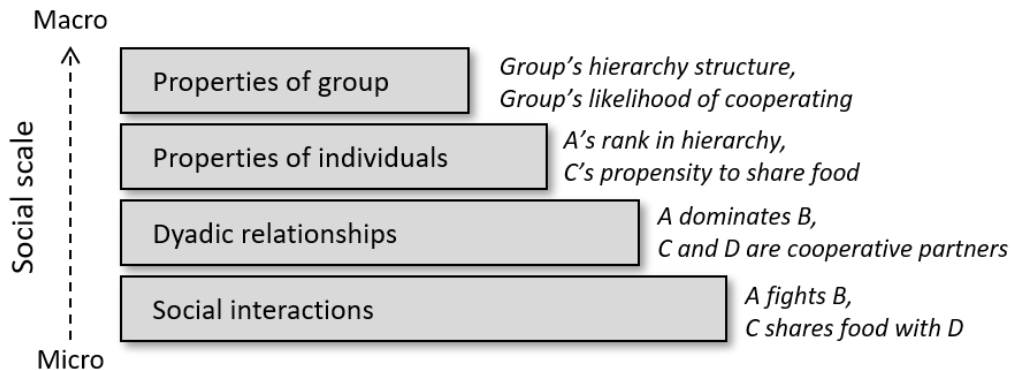 Macro
Properties of group
Group's hierarchy structure,
Group's likelihood of cooperating
Properties of individuals
A's rank in hierarchy,
C's propensity to share food
Social scale
Dyadic relationships
A dominates B,
C and D are cooperative partners
Social interactions
A fights B,
C shares food with D
Micro